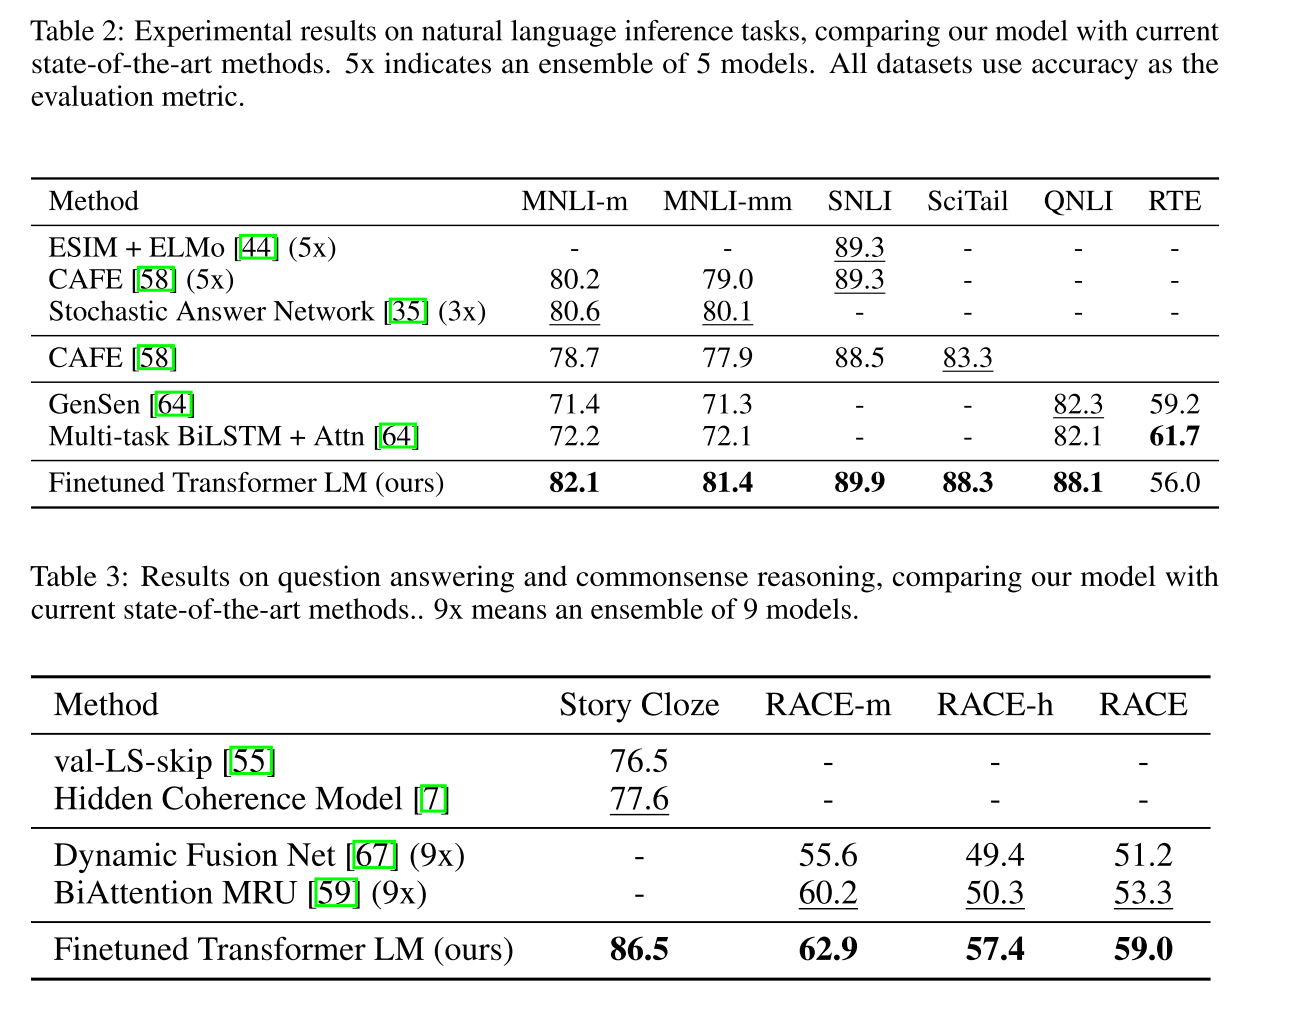 Table 2: Experimental results on natural language inference tasks, comparing our model with current
state-of-the-art methods. 5x indicates an ensemble of 5 models. All datasets use accuracy as the
evaluation metric.
Method MNLI-m MNLI-mm SNLI SciTail QNLI RTE
ESIM + ELMo [44] (5x) - - 89.3 - - -
CAFE [58] (5x) 80.2 79.0 89.3 - - -
Stochastic Answer Network [35] (3x) 80.6 80.1 - - - -
CAFE [58] 78.7 77.9 88.5 83.3
GenSen [64] 71.4 71.3 - - 82.3 59.2
Multi-task BiLSTM + Attn [64] 72.2 72.1 - - 82.1 61.7
Finetuned Transformer LM (ours) 82.1 81.4 89.9 88.3 88.1 56.0
Table 3: Results on question answering and commonsense reasoning, comparing our model with
current state-of-the-art methods.. 9x means an ensemble of 9 models.
Method Story Cloze RACE-m RACE-h RACE
val-LS-skip [55] 76.5 - - -
Hidden Coherence Model [7] 77.6 - - -
Dynamic Fusion Net [67] (9x) - 55.6 49.4 51.2
BiAttention MRU [59] (9x) - 60.2 50.3 53.3
Finetuned Transformer LM (ours) 86.5 62.9 57.4 59.0